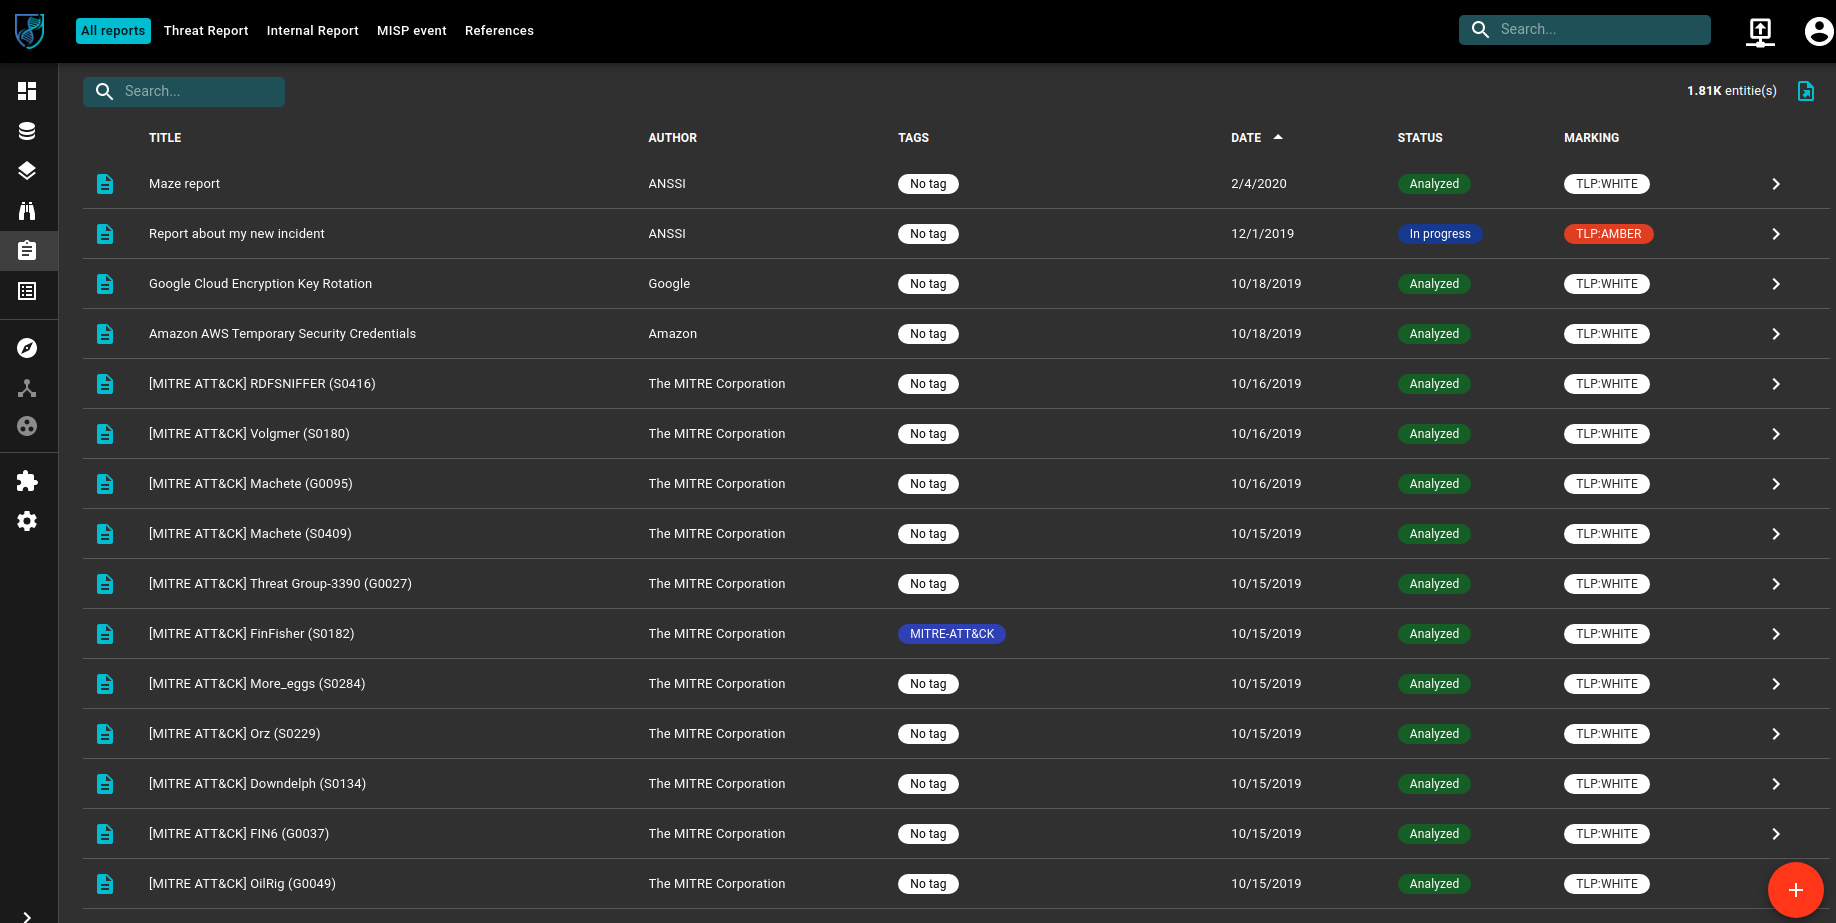 All reports Threat Report Internal Report MISP event References Search...
Search... 1.81K entitie(s)
TITLE AUTHOR TAGS DATE STATUS MARKING
Maze report ANSSI No tag 2/4/2020 Analyzed TLP:WHITE
Report about my new incident ANSSI No tag 12/1/2019 In progress TLP:AMBER
Google Cloud Encryption Key Rotation Google No tag 10/18/2019 Analyzed TLP:WHITE
Amazon AWS Temporary Security Credentials Amazon No tag 10/18/2019 Analyzed TLP:WHITE
[MITRE ATT&CK] RDFSNIFFER (S0416) The MITRE Corporation No tag 10/16/2019 Analyzed TLP:WHITE
[MITRE ATT&CK] Volgmer (S0180) The MITRE Corporation No tag 10/16/2019 Analyzed TLP:WHITE
[MITRE ATT&CK] Machete (G0095) The MITRE Corporation No tag 10/16/2019 Analyzed TLP:WHITE
[MITRE ATT&CK] Machete (S0409) The MITRE Corporation No tag 10/15/2019 Analyzed TLP:WHITE
[MITRE ATT&CK] Threat Group-3390 (G0027) The MITRE Corporation No tag 10/15/2019 Analyzed TLP:WHITE
[MITRE ATT&CK] FinFisher (S0182) The MITRE Corporation MITRE-ATT&CK 10/15/2019 Analyzed TLP:WHITE
[MITRE ATT&CK] More_eggs (S0284) The MITRE Corporation No tag 10/15/2019 Analyzed TLP:WHITE
[MITRE ATT&CK] Orz (S0229) The MITRE Corporation No tag 10/15/2019 Analyzed TLP:WHITE
[MITRE ATT&CK] Downdelph (S0134) The MITRE Corporation No tag 10/15/2019 Analyzed TLP:WHITE
[MITRE ATT&CK] FIN6 (G0037) The MITRE Corporation No tag 10/15/2019 Analyzed TLP:WHITE
[MITRE ATT&CK] OilRig (G0049) The MITRE Corporation No tag 10/15/2019 Analyzed TLP:WHITE